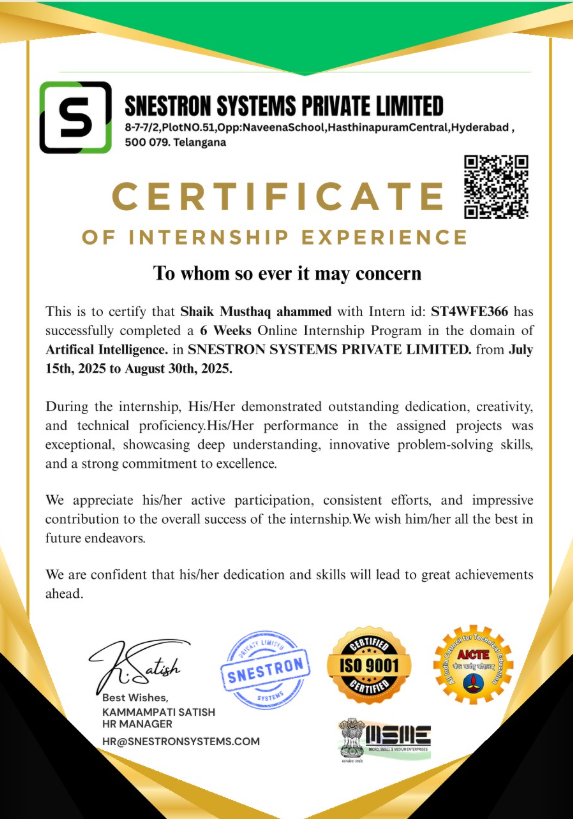 S
SNESTRON SYSTEMS PRIVATE LIMITED
8-7-7/2,PlotNO.51,Opp:NaveenaSchool,HasthinapuramCentral,Hyderabad ,
500 079. Telangana
CERTIFICATE
OF INTERNSHIP EXPERIENCE
To whom so ever it may concern
This is to certify that Shaik Musthaq ahammed with Intern id: ST4WFE366 has
successfully completed a 6 Weeks Online Internship Program in the domain of
Artifical Intelligence. in SNESTRON SYSTEMS PRIVATE LIMITED. from July
15th, 2025 to August 30th, 2025.
During the internship, His/Her demonstrated outstanding dedication, creativity,
and technical proficiency.His/Her performance in the assigned projects was
exceptional, showcasing deep understanding, innovative problem-solving skills,
and a strong commitment to excellence.
We appreciate his/her active participation, consistent efforts, and impressive
contribution to the overall success of the internship.We wish him/her all the best in
future endeavors.
We are confident that his/her dedication and skills will lead to great achievements
ahead.
K. Satish
Best Wishes,
KAMMAMPATI SATISH
HR MANAGER
HR@SNESTRONSYSTEMS.COM
PRIVATE LIMITED
SNESTRON
SYSTEMS
CERTIFIED
ISO 9001
CERTIFIED
AICTE
MSME
MICRO, SMALL & MEDIUM ENTERPRISES